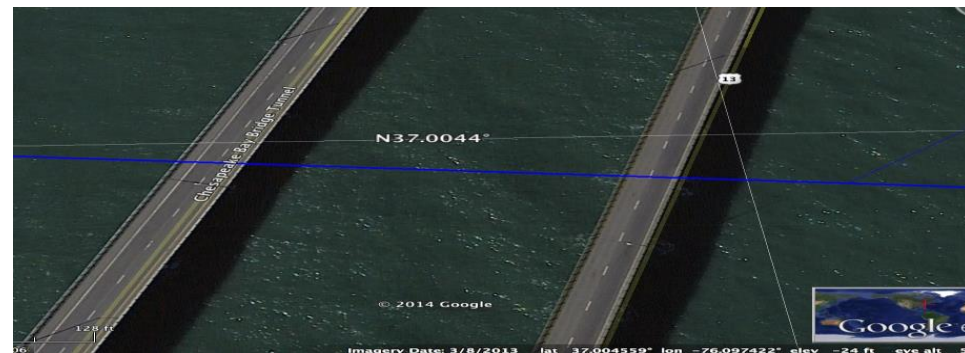 13
Chesapeake Bay Bridge Tunnel
N37.0044°
© 2014 Google
128 ft
Google
06
Imagery Date: 3/8/2013 lat 37.004559° lon -76.097422° elev -24 ft eye alt